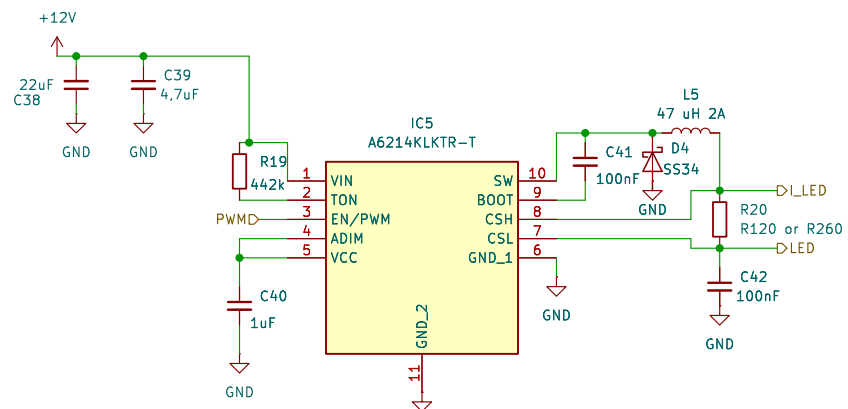 +12V
22uF
C38
C39
4,7uF
GND
GND
IC5
A6214KLKTR-T
L5
47 uH 2A
R19
442k
C41
100nF
D4
SS34
GND
1
VIN
SW
10
2
TON
BOOT
9
PWM
3
EN/PWM
CSH
8
4
ADIM
CSL
7
5
VCC
GND_1
6
I_LED
R20
R120 or R260
LED
C40
1uF
GND
C42
100nF
GND
GND
GND_2
11